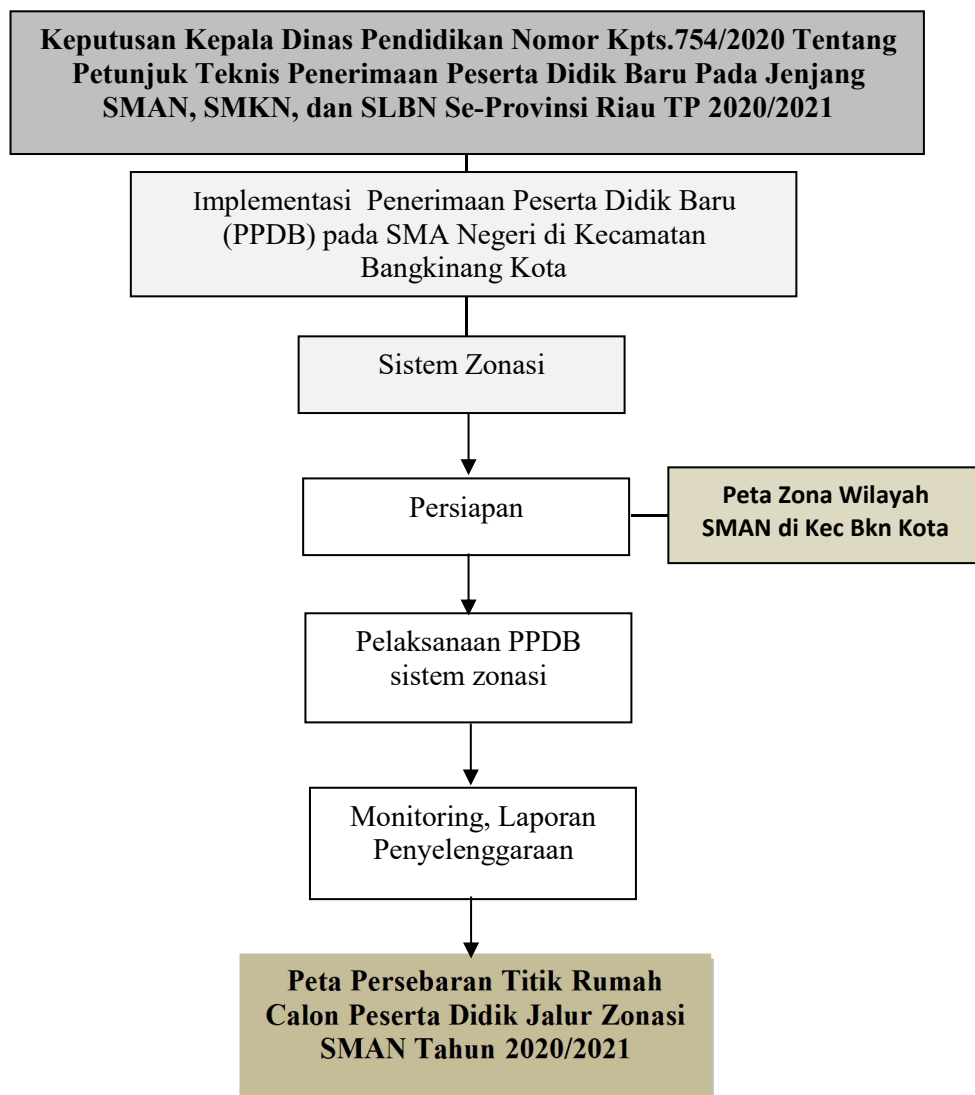 Keputusan Kepala Dinas Pendidikan Nomor Kpts.754/2020 Tentang
Petunjuk Teknis Penerimaan Peserta Didik Baru Pada Jenjang
SMAN, SMKN, dan SLBN Se-Provinsi Riau TP 2020/2021
Implementasi Penerimaan Peserta Didik Baru
(PPDB) pada SMA Negeri di Kecamatan
Bangkinang Kota
Sistem Zonasi
Persiapan
Peta Zona Wilayah
SMAN di Kec Bkn Kota
Pelaksanaan PPDB
sistem zonasi
Monitoring, Laporan
Penyelenggaraan
Peta Persebaran Titik Rumah
Calon Peserta Didik Jalur Zonasi
SMAN Tahun 2020/2021